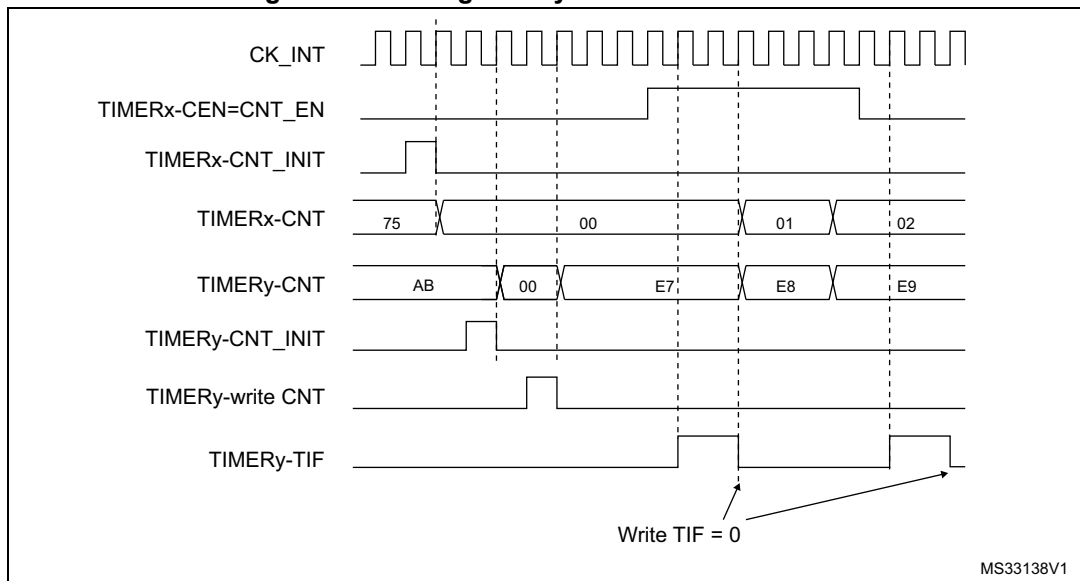 CK_INT
TIMERx-CEN=CNT_EN
TIMERx-CNT_INIT
TIMERx-CNT 75 00 01 02
TIMERy-CNT AB 00 E7 E8 E9
TIMERy-CNT_INIT
TIMERy-write CNT
TIMERy-TIF
Write TIF = 0
MS33138V1